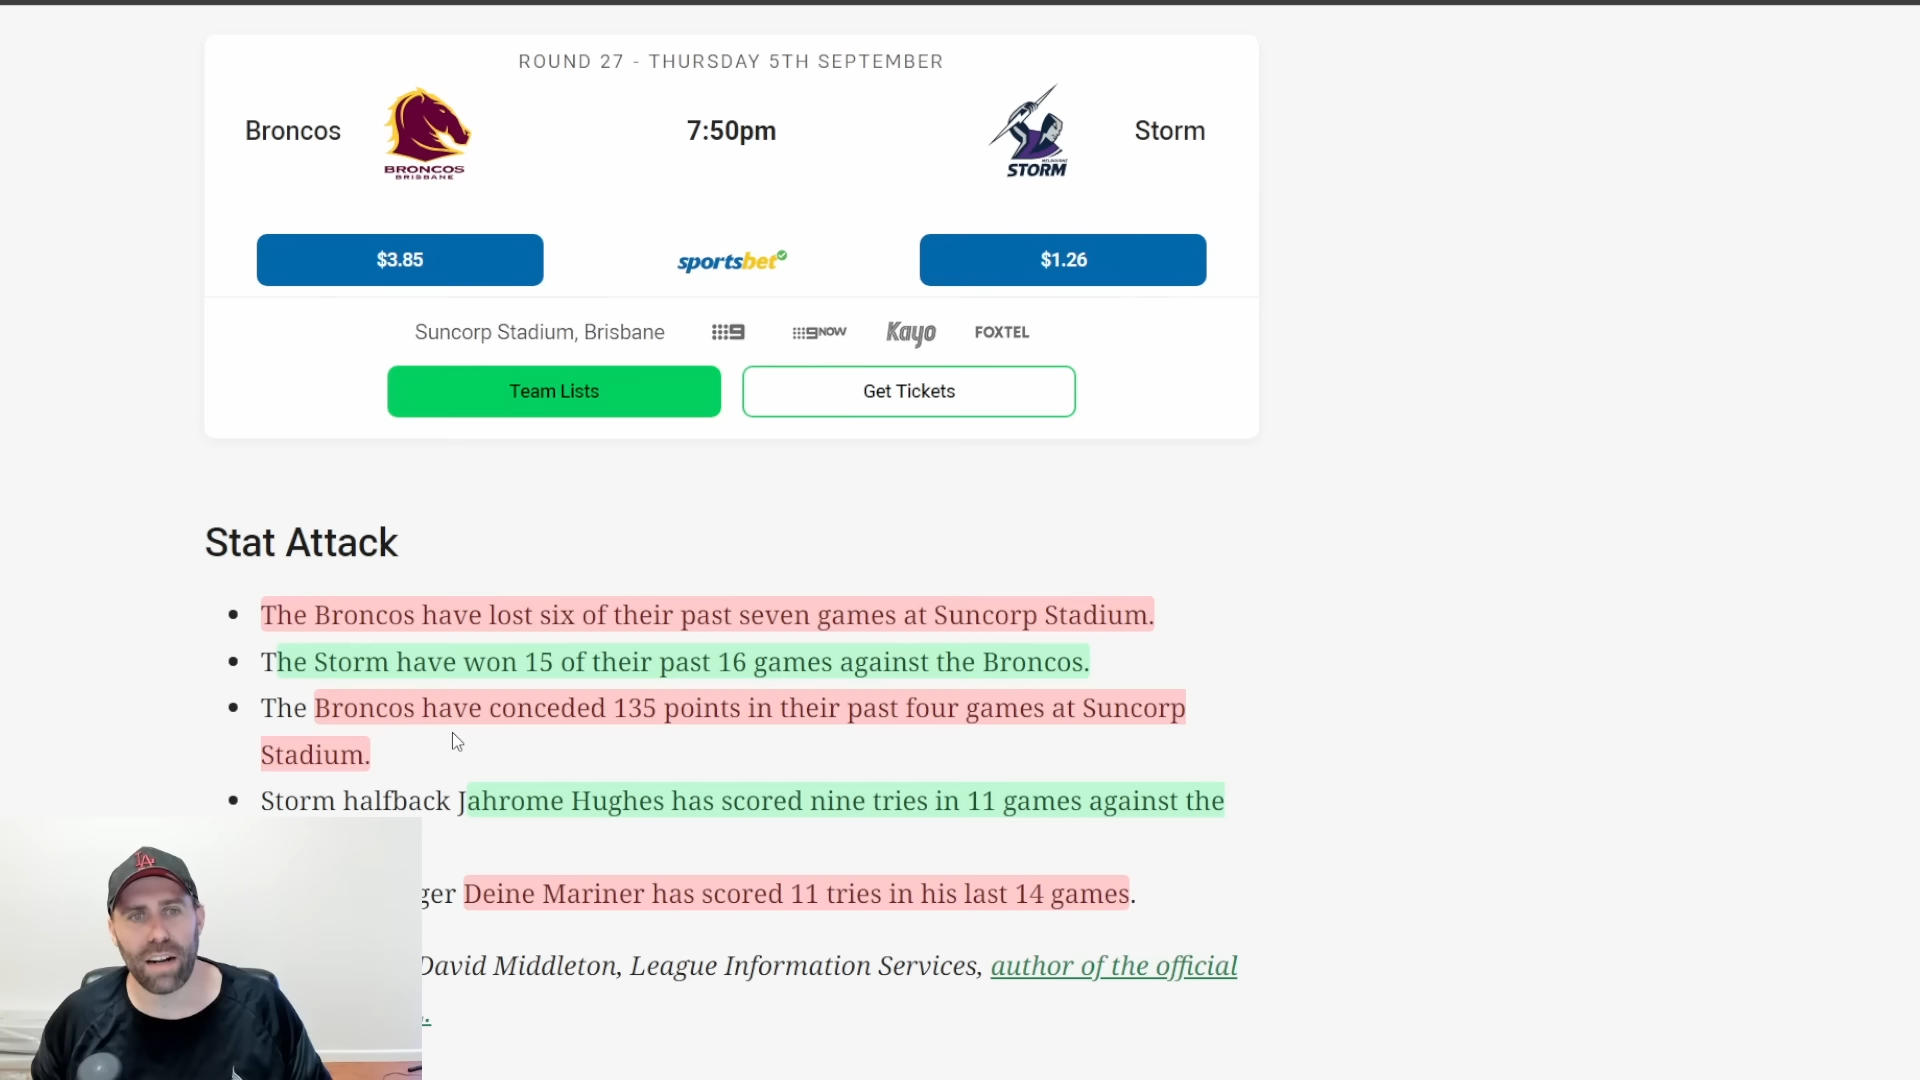 ROUND 27 - THURSDAY 5TH SEPTEMBER
Broncos
BRONCOS
BRISBANE
7:50pm
MELBOURNE
STORM
Storm
$3.85
sportsbet
$1.26
Suncorp Stadium, Brisbane
9
9NOW
Kayo
FOXTEL
Team Lists
Get Tickets
Stat Attack
• The Broncos have lost six of their past seven games at Suncorp Stadium.
• The Storm have won 15 of their past 16 games against the Broncos.
• The Broncos have conceded 135 points in their past four games at Suncorp
Stadium.
• Storm halfback Jahrome Hughes has scored nine tries in 11 games against the
ger Deine Mariner has scored 11 tries in his last 14 games.
David Middleton, League Information Services, author of the official
.
LA